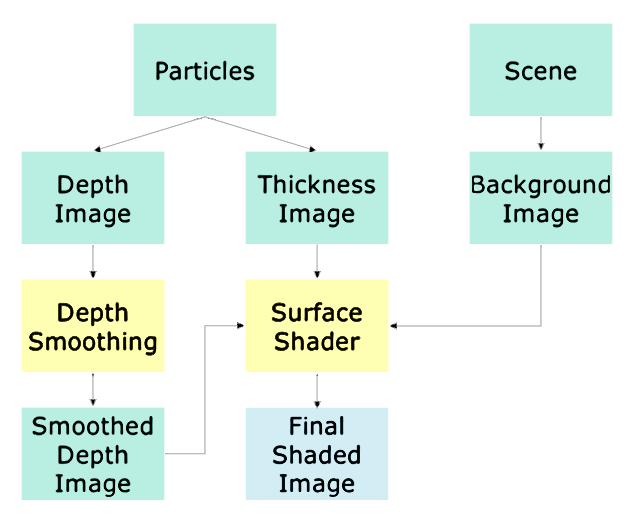 Particles
Scene
Depth
Image
Thickness
Image
Background
Image
Depth
Smoothing
Surface
Shader
Smoothed
Depth
Image
Final
Shaded
Image